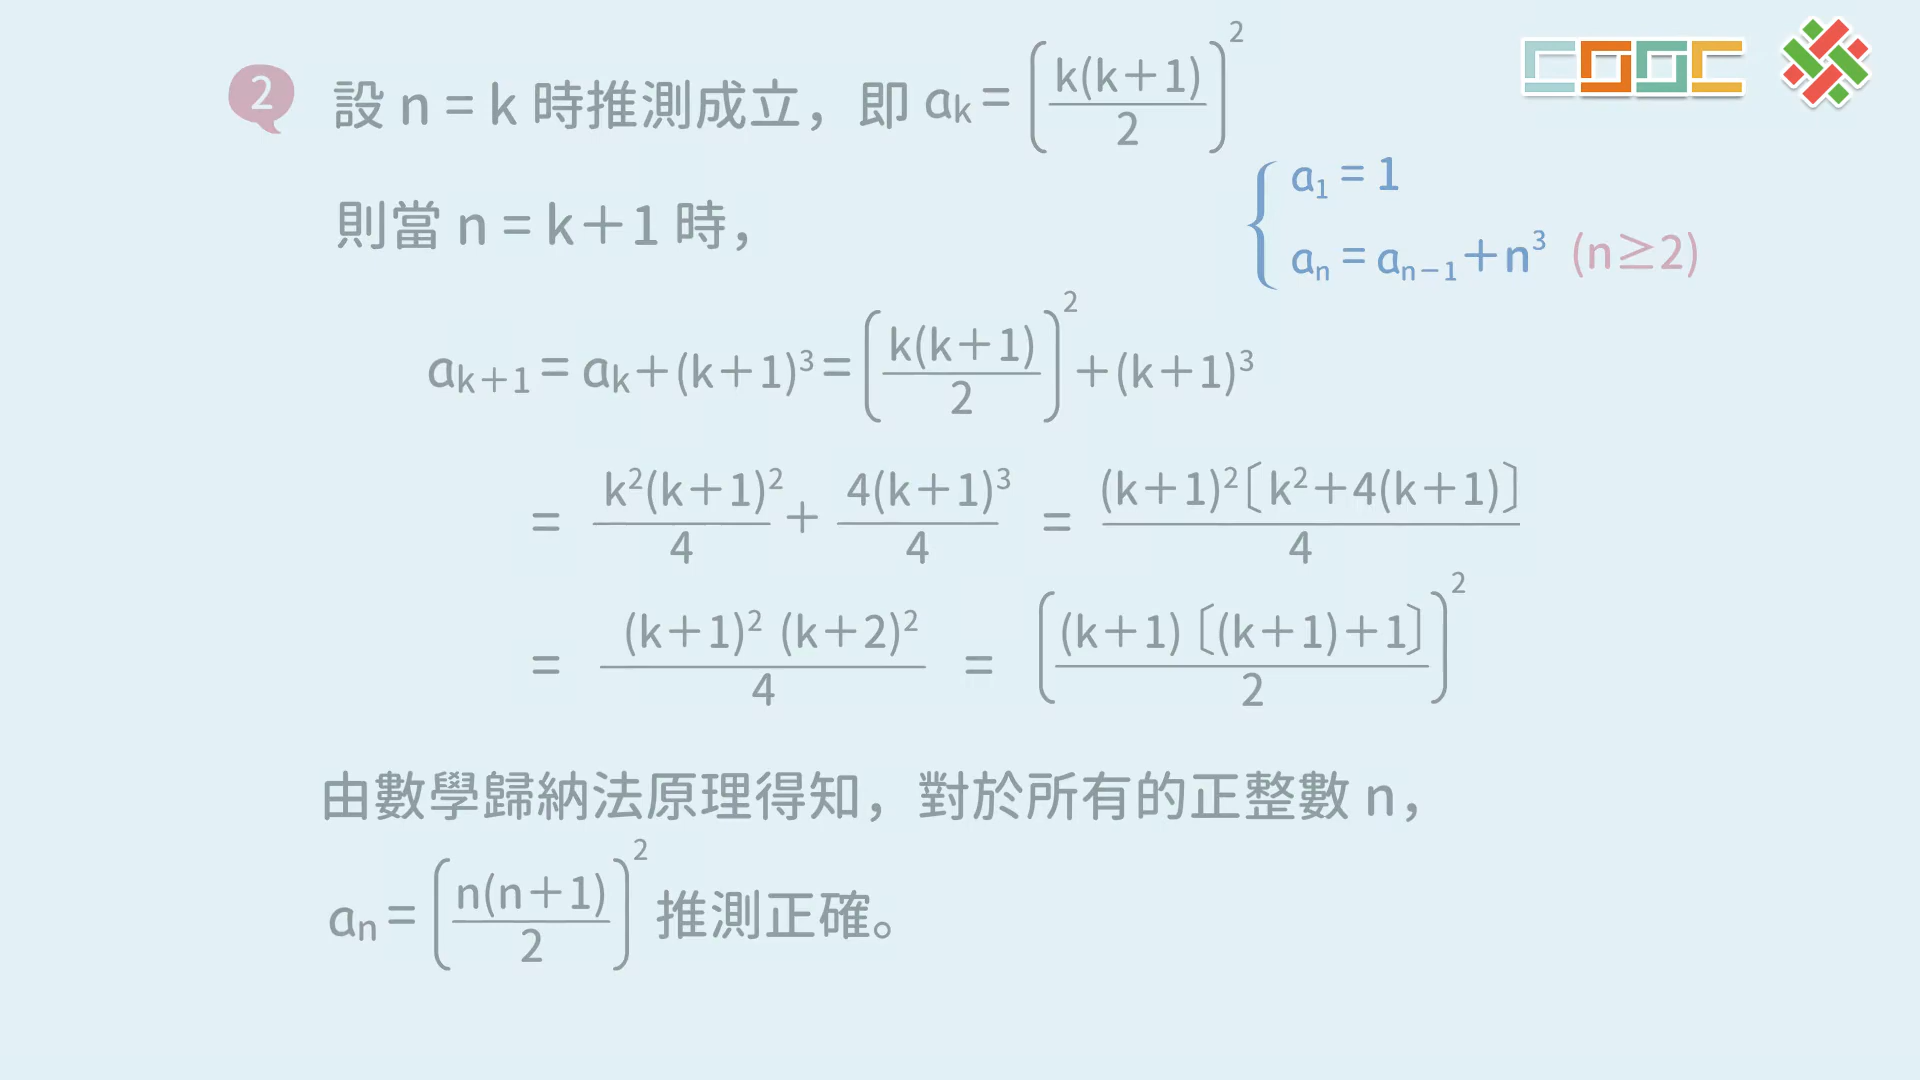 2 設 n = k 時推測成立，即 aₖ = (k(k+1)/2)²
a₁ = 1
則當 n = k+1 時，
aₙ = aₙ₋₁+n³ (n≥2)
aₖ₊₁ = aₖ+(k+1)³ = (k(k+1)/2)²+(k+1)³
= k²(k+1)²/4 + 4(k+1)³/4 = (k+1)²〔k²+4(k+1)〕/4
= (k+1)² (k+2)²/4 = ((k+1)〔(k+1)+1〕/2)²
由數學歸納法原理得知，對於所有的正整數 n，
aₙ = (n(n+1)/2)² 推測正確。